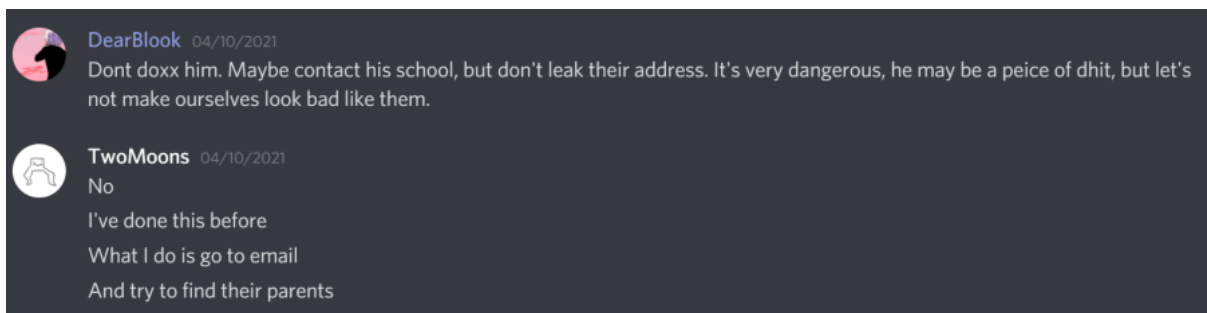 DearBlook 04/10/2021
Dont doxx him. Maybe contact his school, but don't leak their address. It's very dangerous, he may be a peice of dhit, but let's
not make ourselves look bad like them.
TwoMoons 04/10/2021
No
I've done this before
What I do is go to email
And try to find their parents